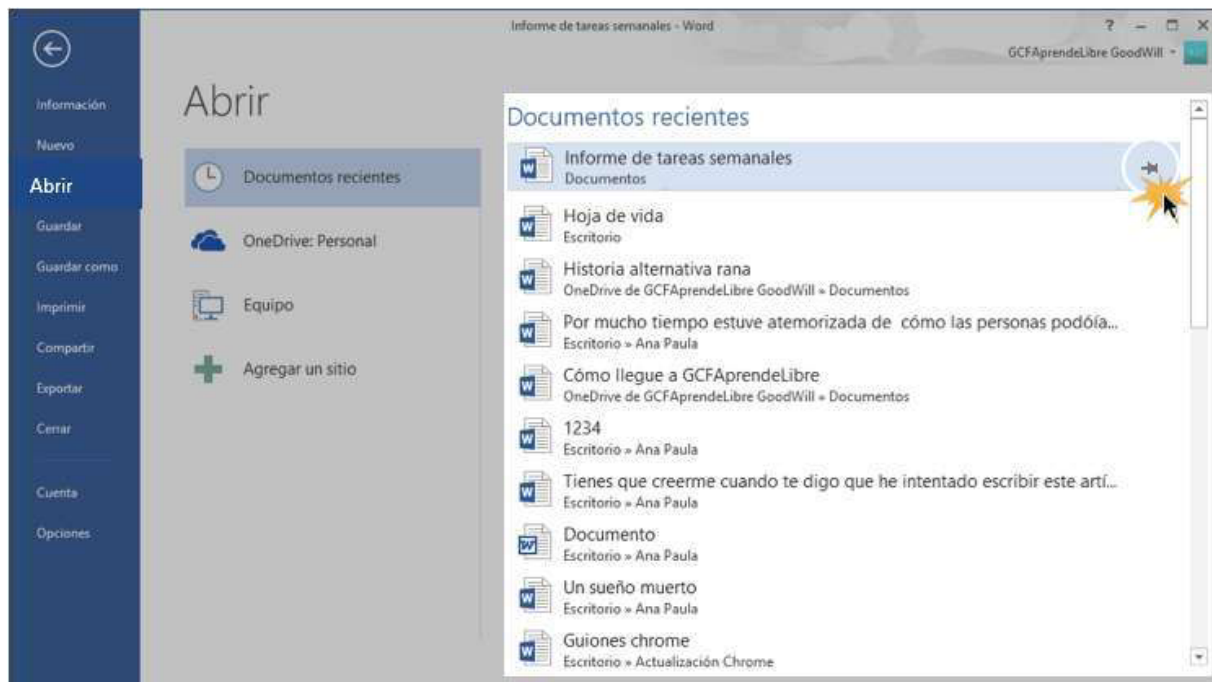 Informe de tareas semanales - Word
?
GCFAprendeLibre GoodWill
Información
Nuevo
Abrir
Guardar
Guardar como
Imprimir
Compartir
Exportar
Cerrar
Cuenta
Opciones
Abrir
Documentos recientes
OneDrive: Personal
Equipo
Agregar un sitio
Documentos recientes
Informe de tareas semanales
Documentos
Hoja de vida
Escritorio
Historia alternativa rana
OneDrive de GCFAprendeLibre GoodWill » Documentos
Por mucho tiempo estuve atemorizada de cómo las personas podóía...
Escritorio » Ana Paula
Cómo llegue a GCFAprendeLibre
OneDrive de GCFAprendeLibre GoodWill » Documentos
1234
Escritorio » Ana Paula
Tienes que creerme cuando te digo que he intentado escribir este artí...
Escritorio » Ana Paula
Documento
Escritorio » Ana Paula
Un sueño muerto
Escritorio » Ana Paula
Guiones chrome
Escritorio » Actualización Chrome